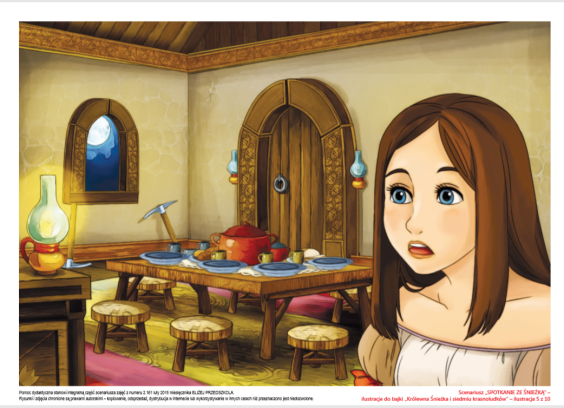 Pomoc dydaktyczna stanowi integralną część scenariusza zajęć z numeru 2.161 luty 2015 miesięcznika BLIŻEJ PRZEDSZKOLA.
Rysunki i zdjęcia chronione są prawami autorskimi – kopiowanie, odsprzedaż, dystrybucja w Internecie lub wykorzystywanie w innych celach niż przeznaczono jest niedozwolone.
Scenariusz „SPOTKANIE ZE ŚNIEŻKĄ” –
ilustracje do bajki „Królewna Śnieżka i siedmiu krasnoludków” – ilustracja 5 z 10